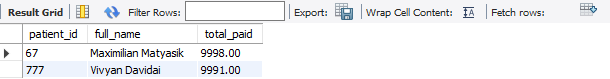 Result Grid Filter Rows: Export: Wrap Cell Content: Fetch rows:
patient_id full_name total_paid
67 Maximilian Matyasik 9998.00
777 Vivyan Davidai 9991.00